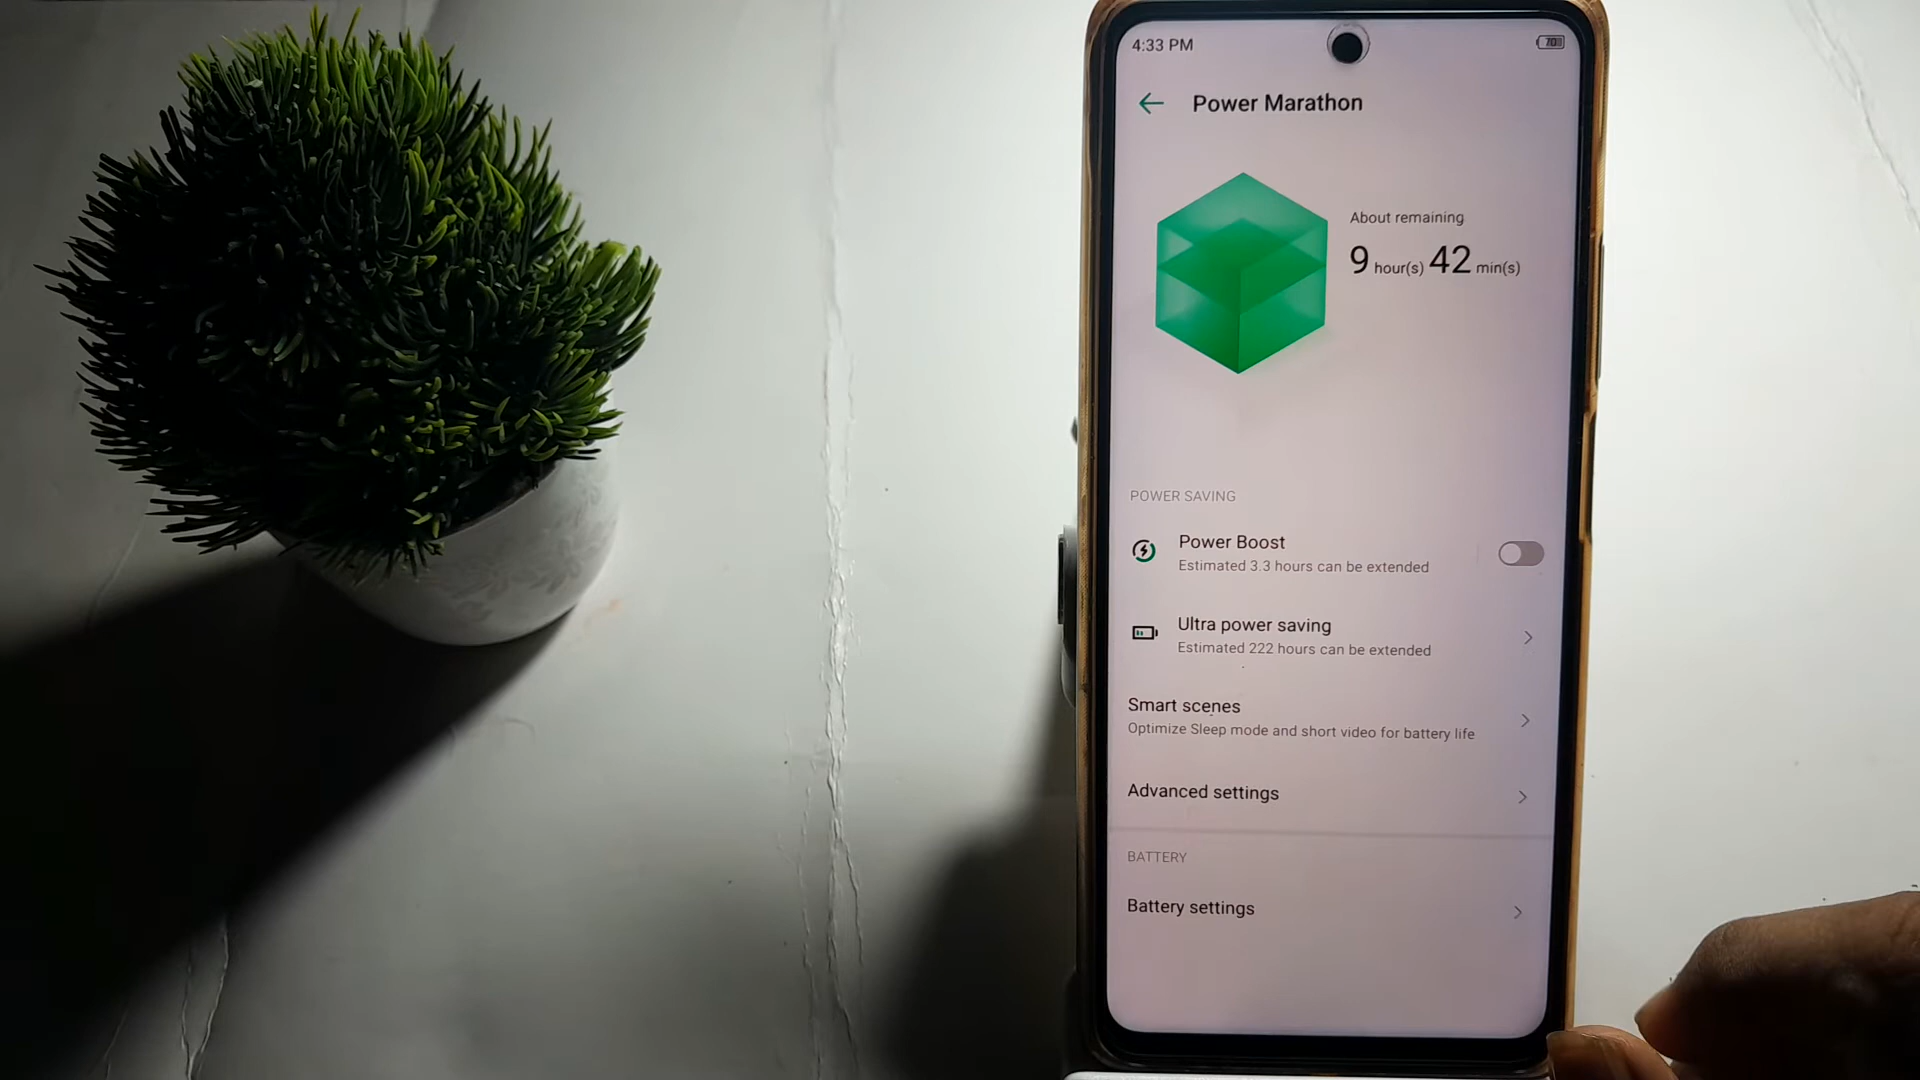 4:33 PM
70
Power Marathon
About remaining
9 hour(s) 42 min(s)
POWER SAVING
Power Boost
Estimated 3.3 hours can be extended
Ultra power saving
Estimated 222 hours can be extended
Smart scenes
Optimize Sleep mode and short video for battery life
Advanced settings
BATTERY
Battery settings